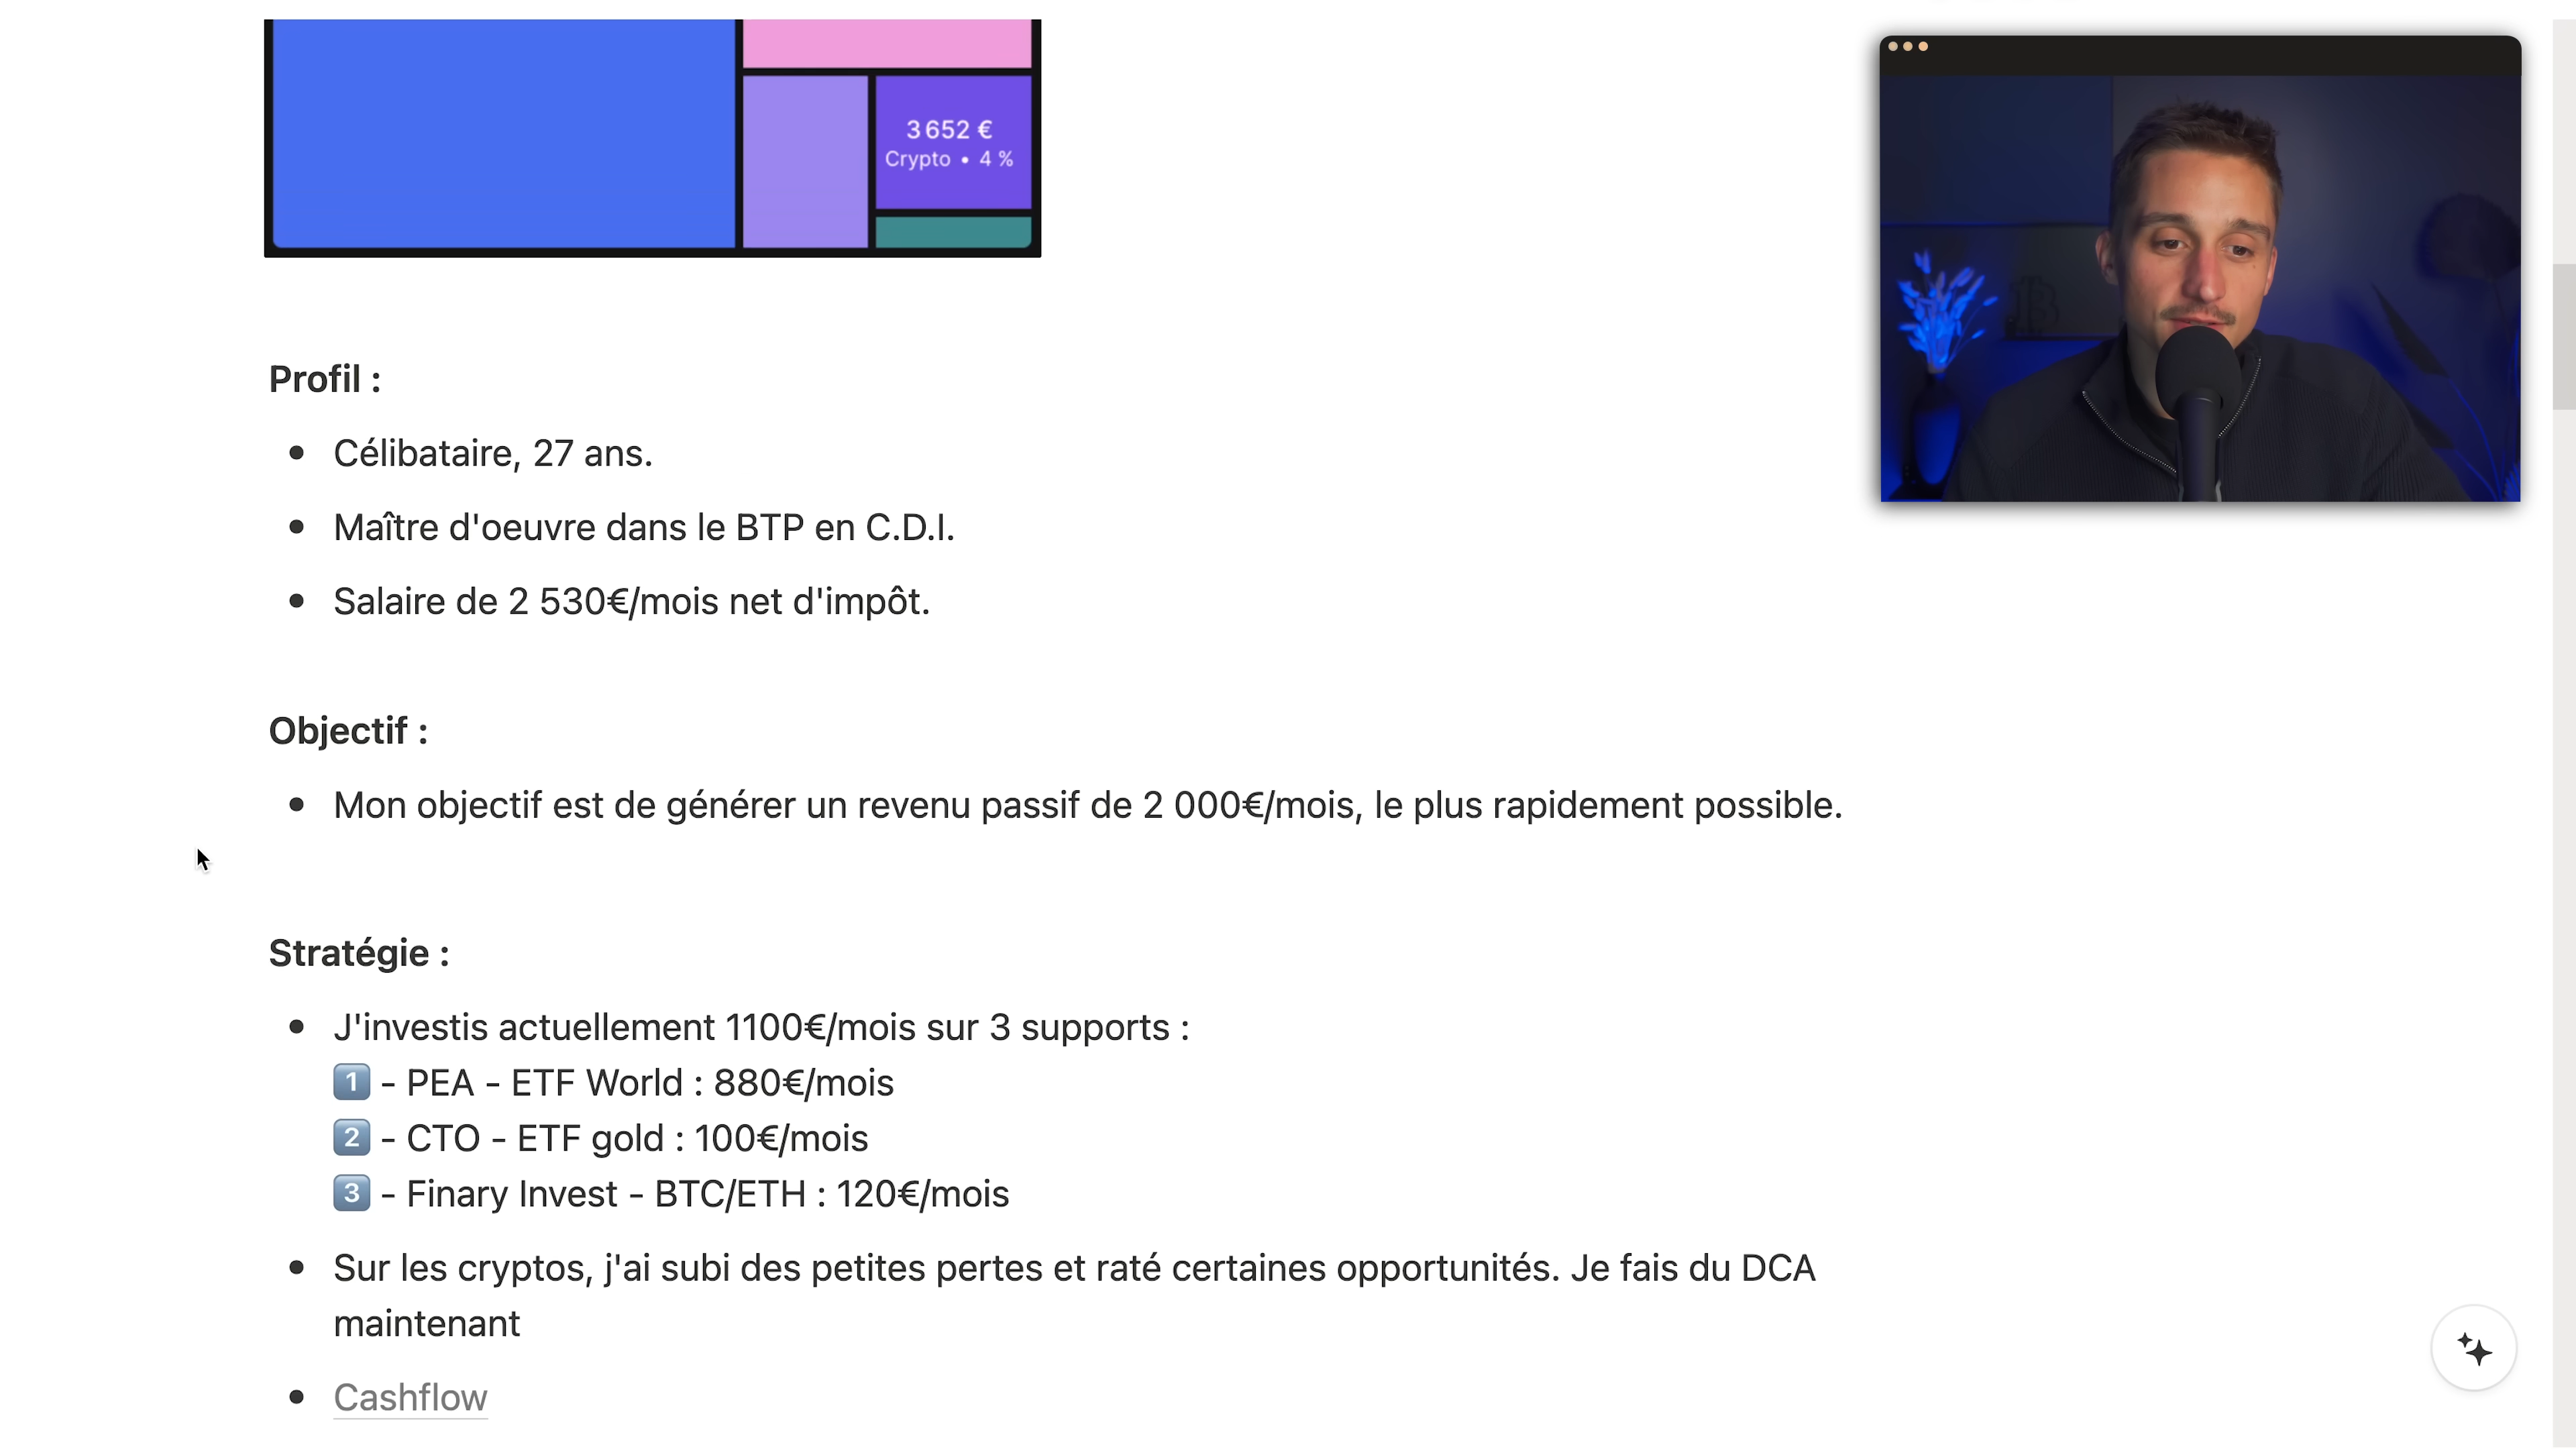 3 652 €
Crypto • 4 %
Profil :
• Célibataire, 27 ans.
• Maître d'oeuvre dans le BTP en C.D.I.
• Salaire de 2 530€/mois net d'impôt.
Objectif :
• Mon objectif est de générer un revenu passif de 2 000€/mois, le plus rapidement possible.
Stratégie :
• J'investis actuellement 1100€/mois sur 3 supports :
1️⃣ - PEA - ETF World : 880€/mois
2️⃣ - CTO - ETF gold : 100€/mois
3️⃣ - Finary Invest - BTC/ETH : 120€/mois
• Sur les cryptos, j'ai subi des petites pertes et raté certaines opportunités. Je fais du DCA
maintenant
• Cashflow